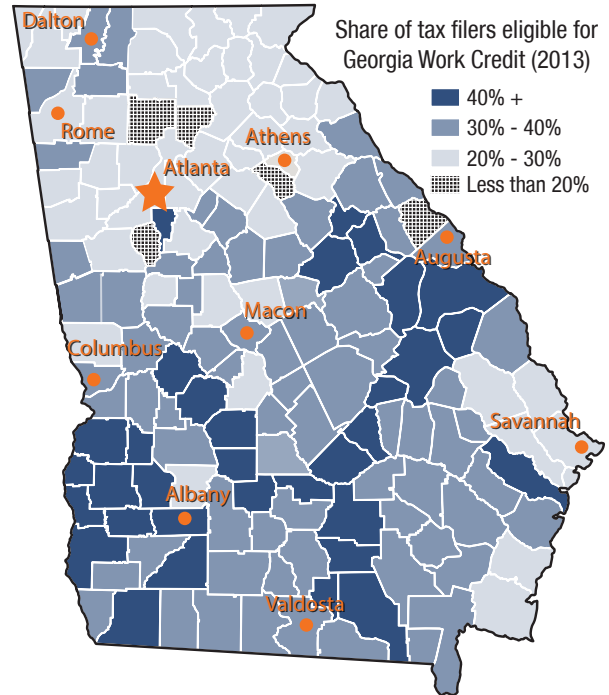 Share of tax filers eligible for
Georgia Work Credit (2013)
40% +
30% - 40%
20% - 30%
Less than 20%
Dalton
Rome
Athens
Atlanta
Augusta
Macon
Columbus
Savannah
Albany
Valdosta